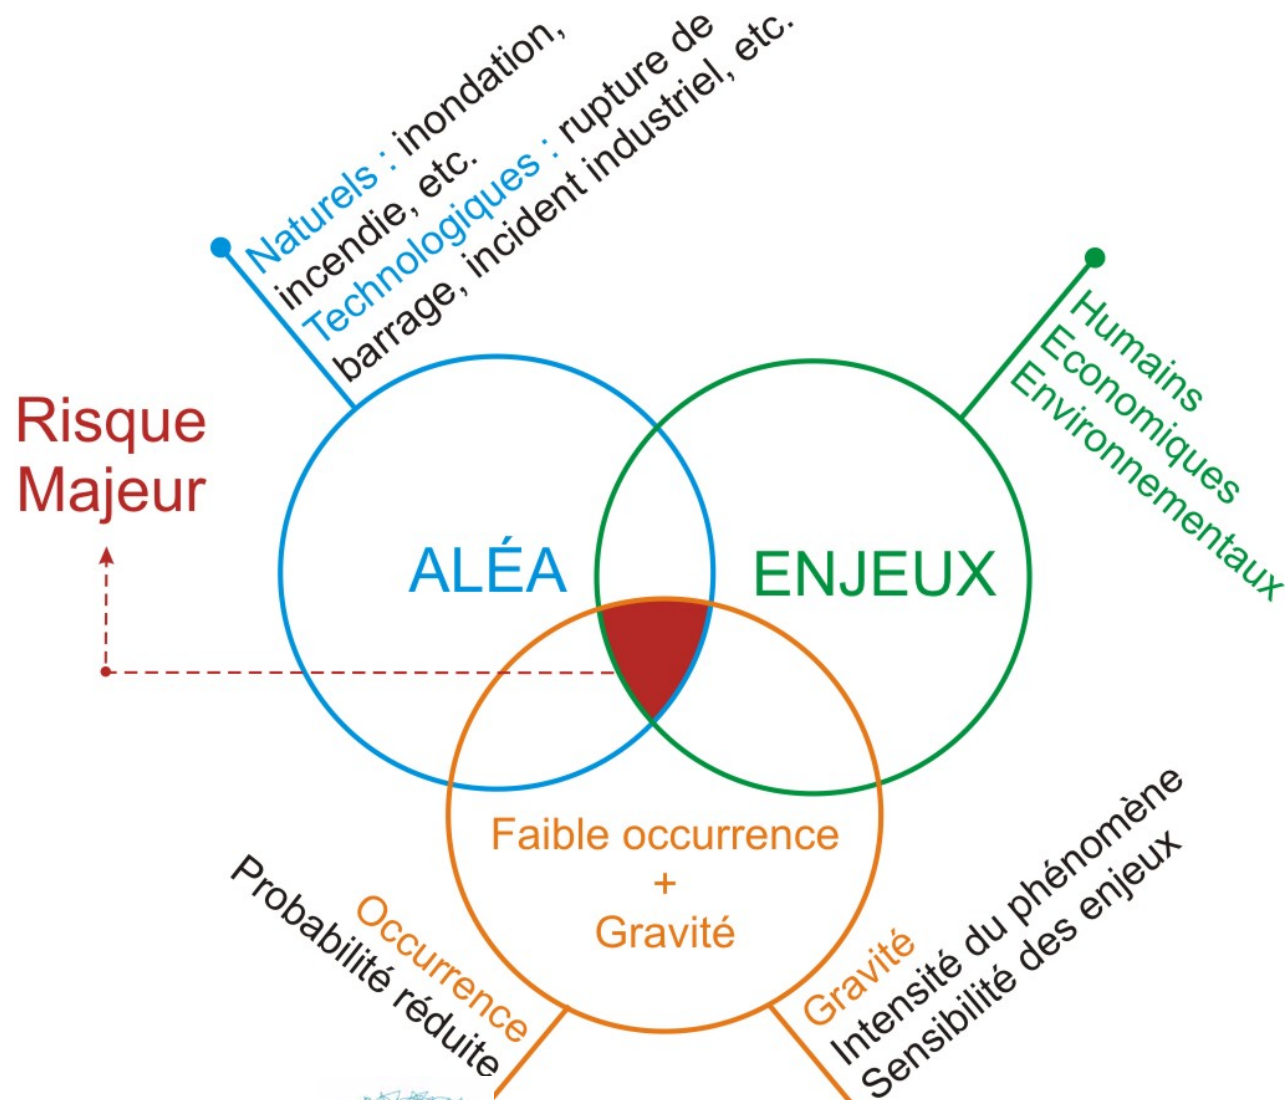 Naturels : inondation,
incendie, etc.
Technologiques : rupture de
barrage, incident industriel, etc.
Humains
Economiques
Environnementaux
Risque
Majeur
ALÉA
ENJEUX
Faible occurrence
+
Gravité
Occurrence
Probabilité réduite
Gravité
Intensité du phénomène
Sensibilité des enjeux